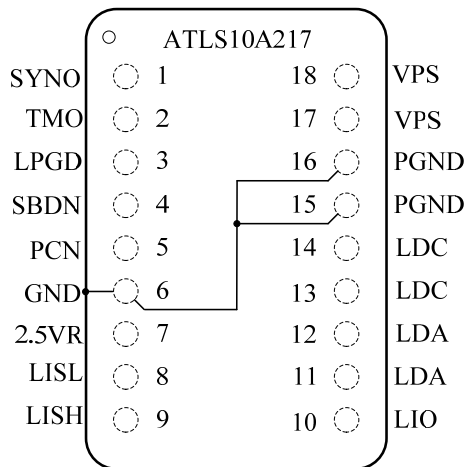 ATLS10A217
SYNO 1 18 VPS
TMO 2 17 VPS
LPGD 3 16 PGND
SBDN 4 15 PGND
PCN 5 14 LDC
GND 6 13 LDC
2.5VR 7 12 LDA
LISL 8 11 LDA
LISH 9 10 LIO